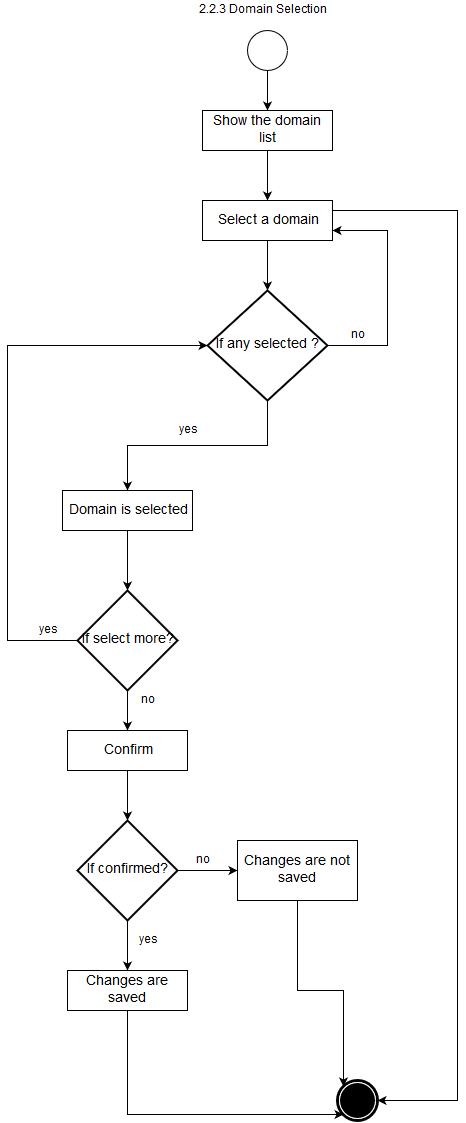 2.2.3 Domain Selection
Show the domain
list
Select a domain
If any selected ?
no
yes
Domain is selected
If select more?
yes
no
Confirm
If confirmed?
no
Changes are not
saved
yes
Changes are
saved